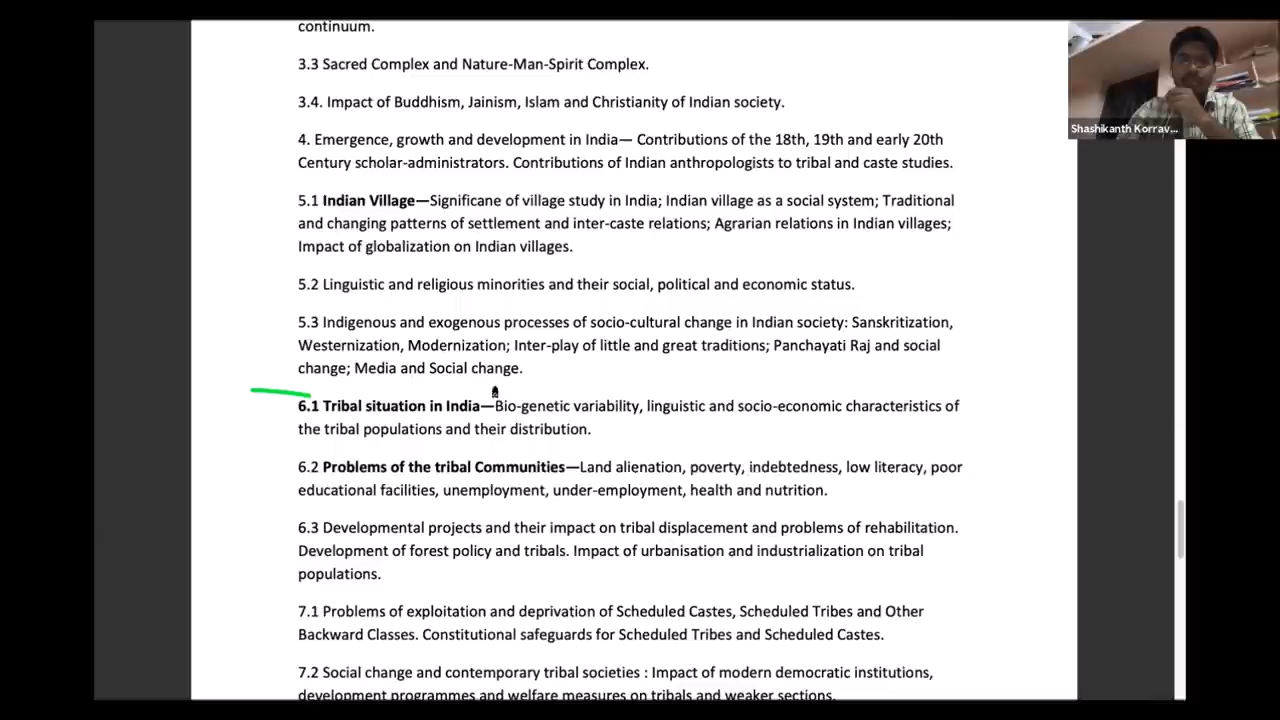 continuum.
3.3 Sacred Complex and Nature-Man-Spirit Complex.
3.4. Impact of Buddhism, Jainism, Islam and Christianity of Indian society.
4. Emergence, growth and development in India— Contributions of the 18th, 19th and early 20th
Century scholar-administrators. Contributions of Indian anthropologists to tribal and caste studies.
5.1 Indian Village—Significane of village study in India; Indian village as a social system; Traditional
and changing patterns of settlement and inter-caste relations; Agrarian relations in Indian villages;
Impact of globalization on Indian villages.
5.2 Linguistic and religious minorities and their social, political and economic status.
5.3 Indigenous and exogenous processes of socio-cultural change in Indian society: Sanskritization,
Westernization, Modernization; Inter-play of little and great traditions; Panchayati Raj and social
change; Media and Social change.
6.1 Tribal situation in India—Bio-genetic variability, linguistic and socio-economic characteristics of
the tribal populations and their distribution.
6.2 Problems of the tribal Communities—Land alienation, poverty, indebtedness, low literacy, poor
educational facilities, unemployment, under-employment, health and nutrition.
6.3 Developmental projects and their impact on tribal displacement and problems of rehabilitation.
Development of forest policy and tribals. Impact of urbanisation and industrialization on tribal
populations.
7.1 Problems of exploitation and deprivation of Scheduled Castes, Scheduled Tribes and Other
Backward Classes. Constitutional safeguards for Scheduled Tribes and Scheduled Castes.
7.2 Social change and contemporary tribal societies : Impact of modern democratic institutions,
development programmes and welfare measures on tribals and weaker sections.
Shashikanth Korrav...